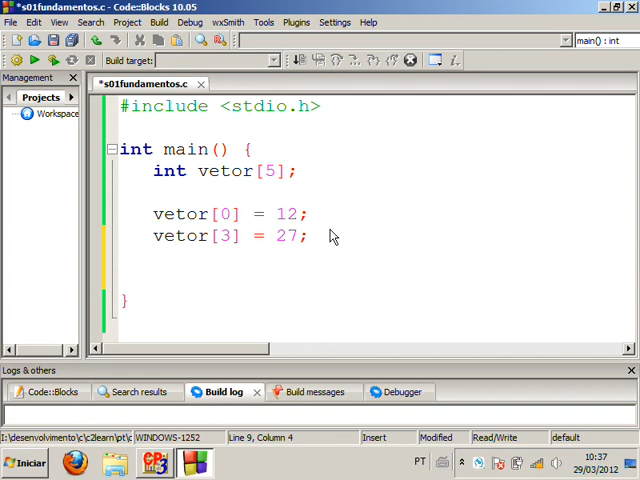 *s01fundamentos.c - Code::Blocks 10.05
File Edit View Search Project Build Debug wxSmith Tools Plugins Settings Help
main() : int
Build target:
Management
Projects
Workspace
*s01fundamentos.c
#include <stdio.h>
int main() {
int vetor[5];
vetor[0] = 12;
vetor[3] = 27;
}
Logs & others
Code::Blocks Search results Build log Build messages Debugger
I:\desenvolvimento\c\c2learn\pt\c WINDOWS-1252 Line 9, Column 4 Insert Modified Read/Write default
Iniciar PT 10:37
29/03/2012